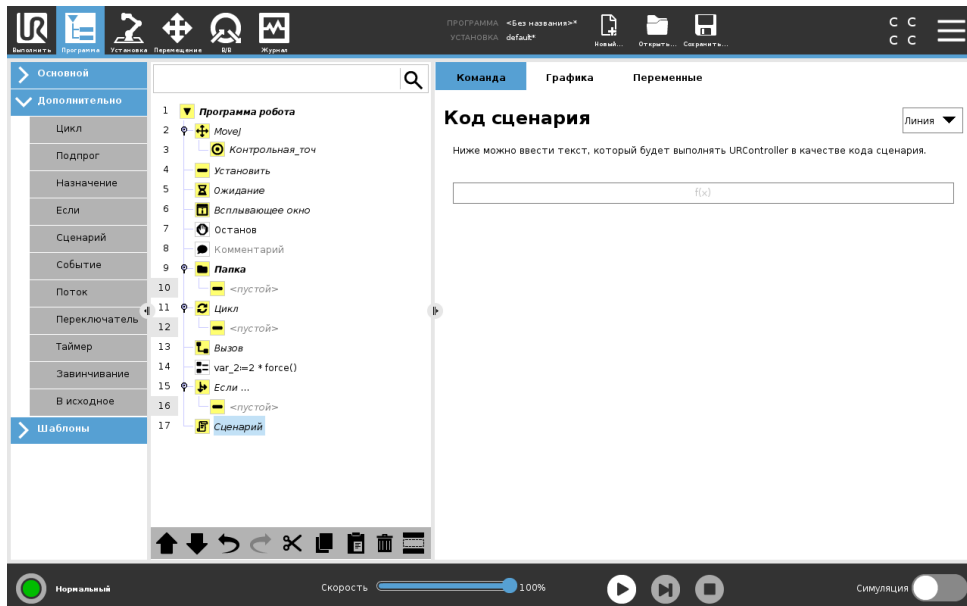 ПРОГРАММА <Без названия>*
УСТАНОВКА default*
Выполнить Программа Установка Перемещение В/В Журнал
Новый... Открыть... Сохранить...
C C
C C
Основной
Дополнительно
Цикл
Подпрог
Назначение
Если
Сценарий
Событие
Поток
Переключатель
Таймер
Завинчивание
В исходное
Шаблоны
1 Программа робота
2 MoveJ
3 Контрольная_точ
4 Установить
5 Ожидание
6 Всплывающее окно
7 Останов
8 Комментарий
9 Папка
10 <пустой>
11 Цикл
12 <пустой>
13 Вызов
14 var_2:=2 * force()
15 Если ...
16 <пустой>
17 Сценарий
Команда Графика Переменные
Код сценария
Линия
Ниже можно ввести текст, который будет выполнять URController в качестве кода сценария.
f(x)
Нормальный
Скорость 100%
Симуляция